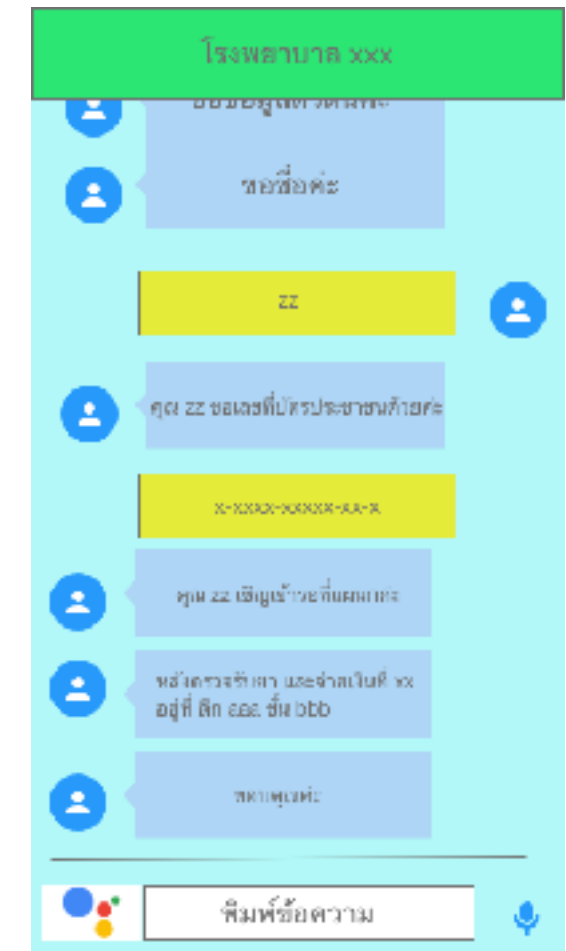 โรงพยาบาล xxx
ขอชื่อค่ะ
zz
คุณ zz ขอเลขที่บัตรประชาชนด้วยค่ะ
x-xxxx-xxxxx-xx-x
คุณ zz เชิญเข้ารอที่แผนกค่ะ
หลังตรวจรับยา และจ่ายเงินที่ xx
อยู่ที่ ตึก aaa ชั้น bbb
ขอบคุณค่ะ
พิมพ์ข้อความ